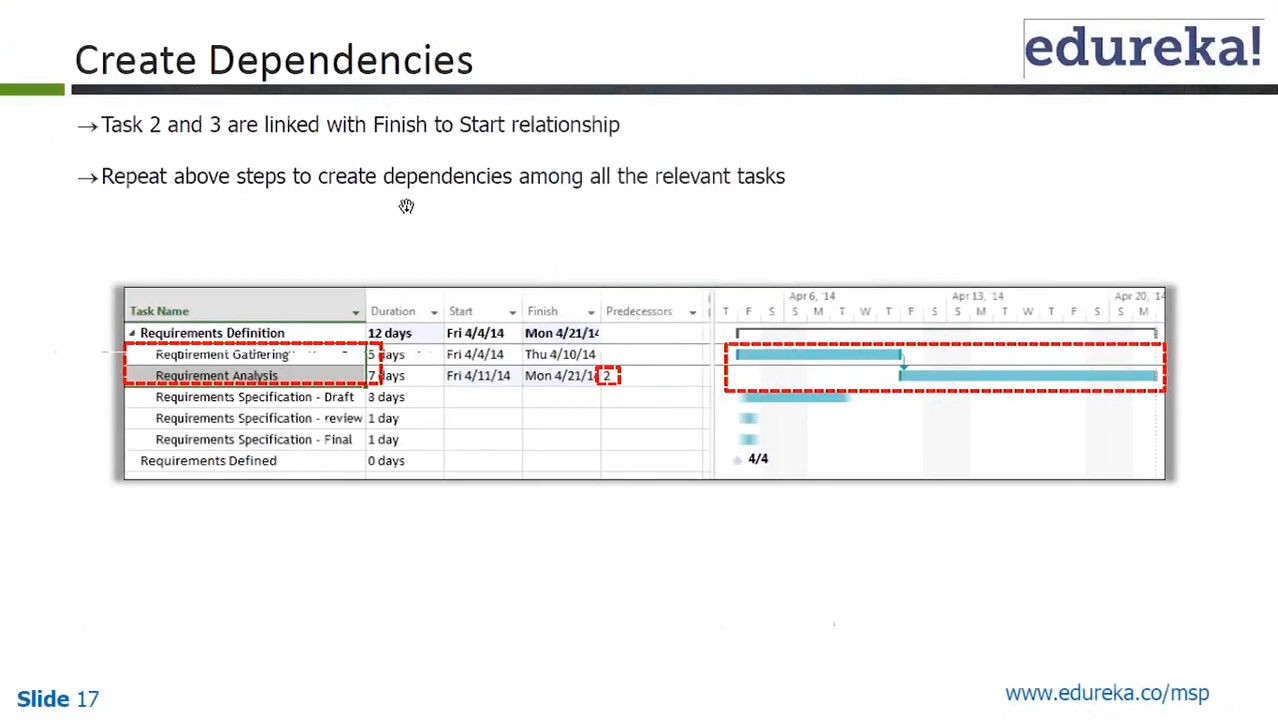 Create Dependencies
edureka!
→Task 2 and 3 are linked with Finish to Start relationship
→Repeat above steps to create dependencies among all the relevant tasks
Apr 6, '14 Apr 13, '14 Apr 20, '14
Task Name Duration Start Finish Predecessors T F S S M T W T F S S M T W T F S S M
Requirements Definition 12 days Fri 4/4/14 Mon 4/21/14
Requirement Gathering 5 days Fri 4/4/14 Thu 4/10/14
Requirement Analysis 7 days Fri 4/11/14 Mon 4/21/14 2
Requirements Specification - Draft 3 days
Requirements Specification - review 1 day
Requirements Specification - Final 1 day
Requirements Defined 0 days 4/4
Slide 17
www.edureka.co/msp